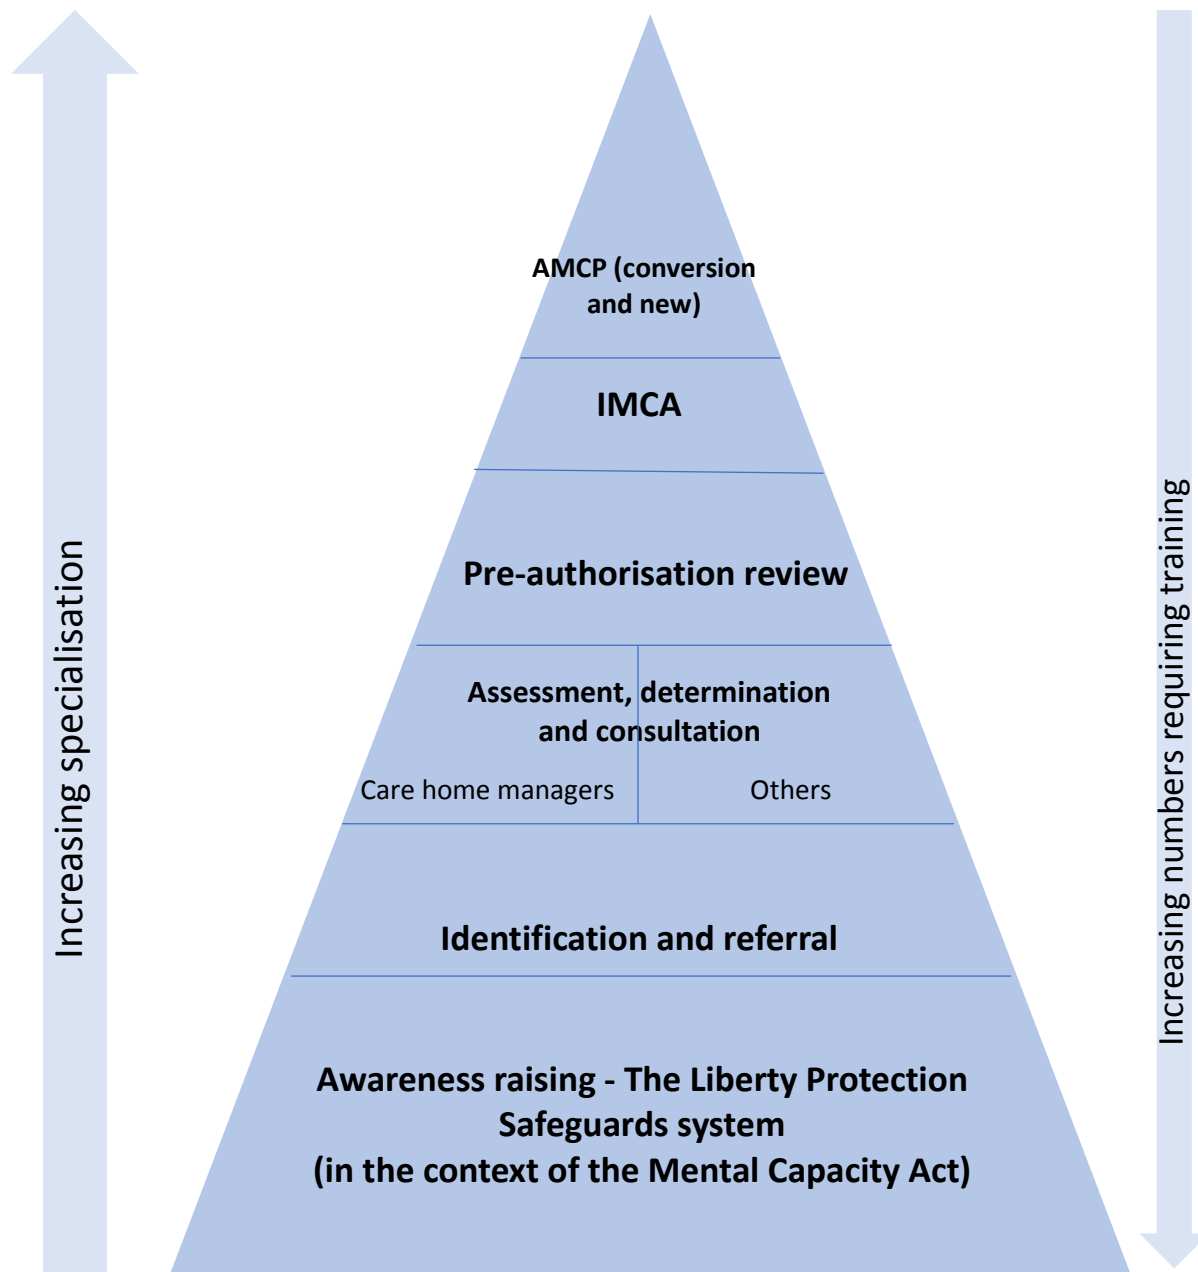 AMCP (conversion
and new)
IMCA
Pre-authorisation review
Assessment, determination
and consultation
Care home managers
Others
Identification and referral
Awareness raising - The Liberty Protection
Safeguards system
(in the context of the Mental Capacity Act)
Increasing specialisation
Increasing numbers requiring training